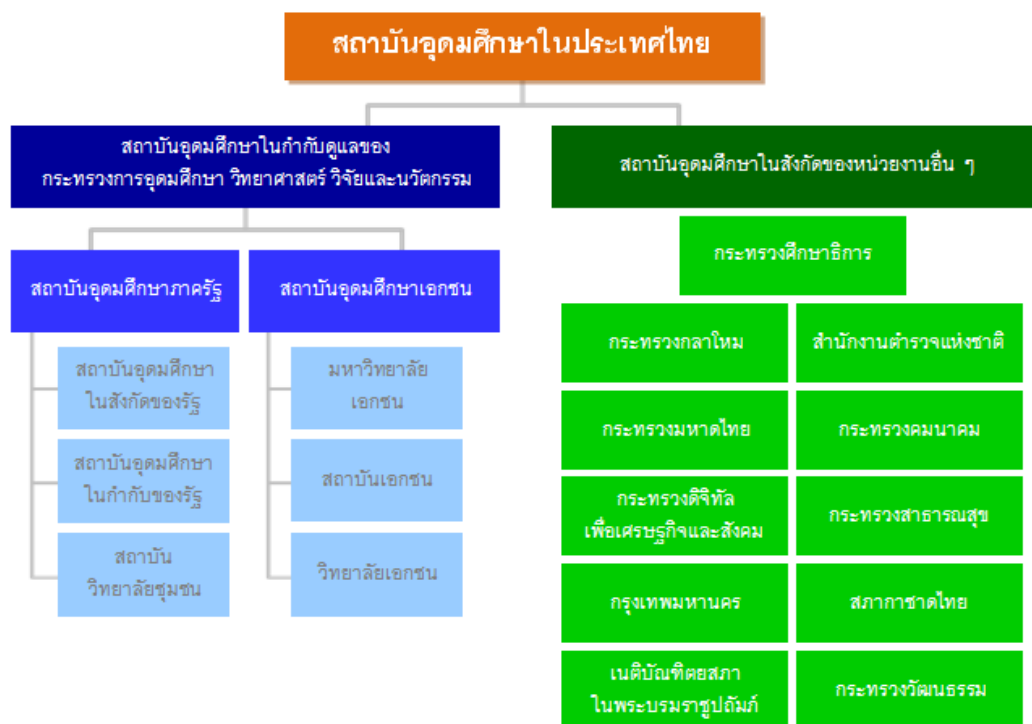 สถาบันอุดมศึกษาในประเทศไทย
สถาบันอุดมศึกษาในกำกับดูแลของ
กระทรวงการอุดมศึกษา วิทยาศาสตร์ วิจัยและนวัตกรรม
สถาบันอุดมศึกษาภาครัฐ
สถาบันอุดมศึกษาเอกชน
สถาบันอุดมศึกษา
ในสังกัดของรัฐ
สถาบันอุดมศึกษา
ในกำกับของรัฐ
สถาบัน
วิทยาลัยชุมชน
มหาวิทยาลัย
เอกชน
สถาบันเอกชน
วิทยาลัยเอกชน
สถาบันอุดมศึกษาในสังกัดของหน่วยงานอื่น ๆ
กระทรวงศึกษาธิการ
กระทรวงกลาโหม
สำนักงานตำรวจแห่งชาติ
กระทรวงมหาดไทย
กระทรวงคมนาคม
กระทรวงดิจิทัล
เพื่อเศรษฐกิจและสังคม
กระทรวงสาธารณสุข
กรุงเทพมหานคร
สภากาชาดไทย
เนติบัณฑิตยสภา
ในพระบรมราชูปถัมภ์
กระทรวงวัฒนธรรม